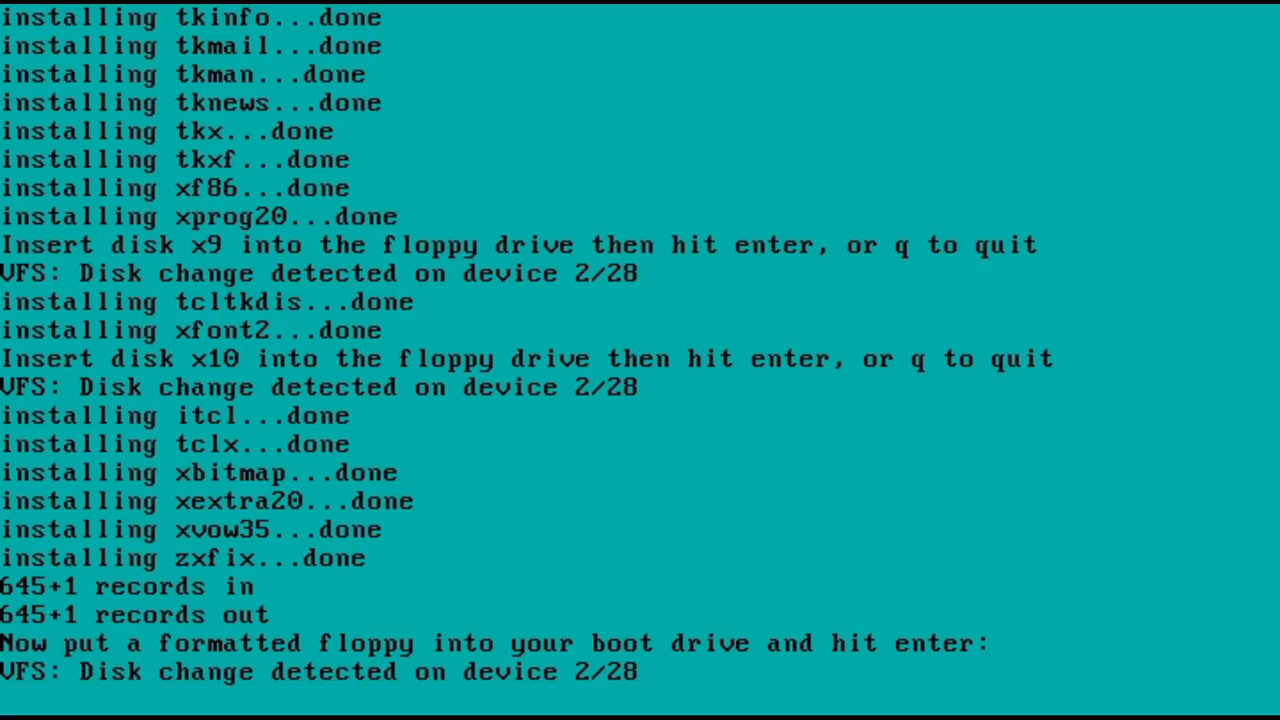 installing tkinfo...done
installing tkmail...done
installing tkman...done
installing tknews...done
installing tkx...done
installing tkxf...done
installing xf86...done
installing xprog20...done
Insert disk x9 into the floppy drive then hit enter, or q to quit
VFS: Disk change detected on device 2/28
installing tcltkdis...done
installing xfont2...done
Insert disk x10 into the floppy drive then hit enter, or q to quit
VFS: Disk change detected on device 2/28
installing itcl...done
installing tclx...done
installing xbitmap...done
installing xextra20...done
installing xvow35...done
installing zxfix...done
645+1 records in
645+1 records out
Now put a formatted floppy into your boot drive and hit enter:
VFS: Disk change detected on device 2/28